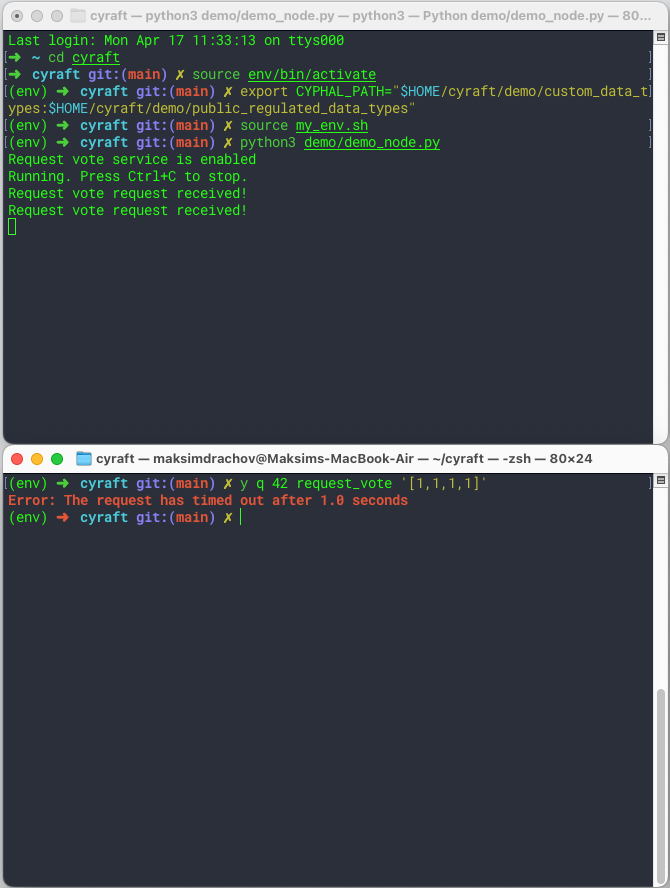 cyraft — python3 demo/demo_node.py — python3 — Python demo/demo_node.py — 80...
Last login: Mon Apr 17 11:33:13 on ttys000
[➜ ~ cd cyraft ]
[➜ cyraft git:(main) ✗ source env/bin/activate ]
[(env) ➜ cyraft git:(main) ✗ export CYPHAL_PATH="$HOME/cyraft/demo/custom_data_t]
ypes:$HOME/cyraft/demo/public_regulated_data_types"
[(env) ➜ cyraft git:(main) ✗ source my_env.sh ]
[(env) ➜ cyraft git:(main) ✗ python3 demo/demo_node.py ]
Request vote service is enabled
Running. Press Ctrl+C to stop.
Request vote request received!
Request vote request received!
cyraft — maksimdrachov@Maksims-MacBook-Air — ~/cyraft — -zsh — 80×24
[(env) ➜ cyraft git:(main) ✗ y q 42 request_vote '[1,1,1,1]' ]
Error: The request has timed out after 1.0 seconds
(env) ➜ cyraft git:(main) ✗